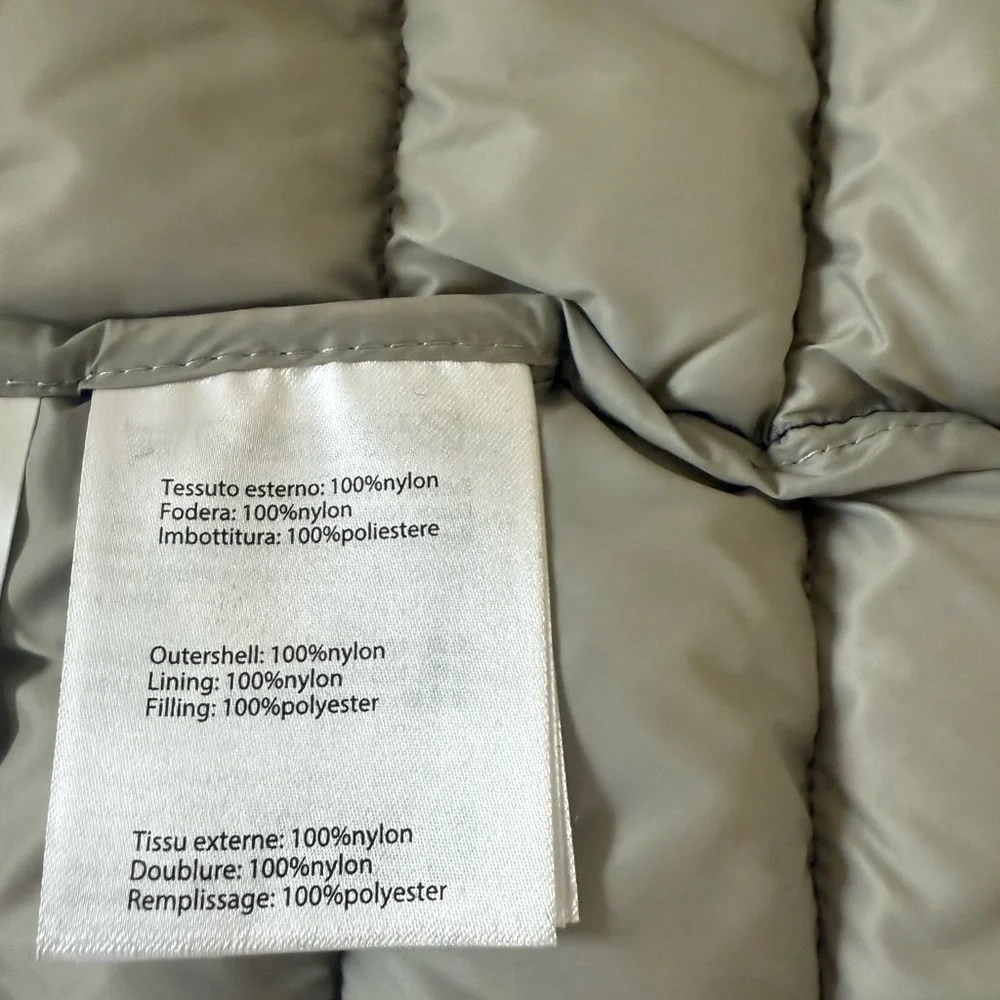 Tessuto esterno: 100%nylon
Fodera: 100%nylon
Imbottitura: 100%poliestere
Outershell: 100%nylon
Lining: 100%nylon
Filling: 100%polyester
Tissu externe: 100%nylon
Doublure: 100%nylon
Remplissage: 100%polyester